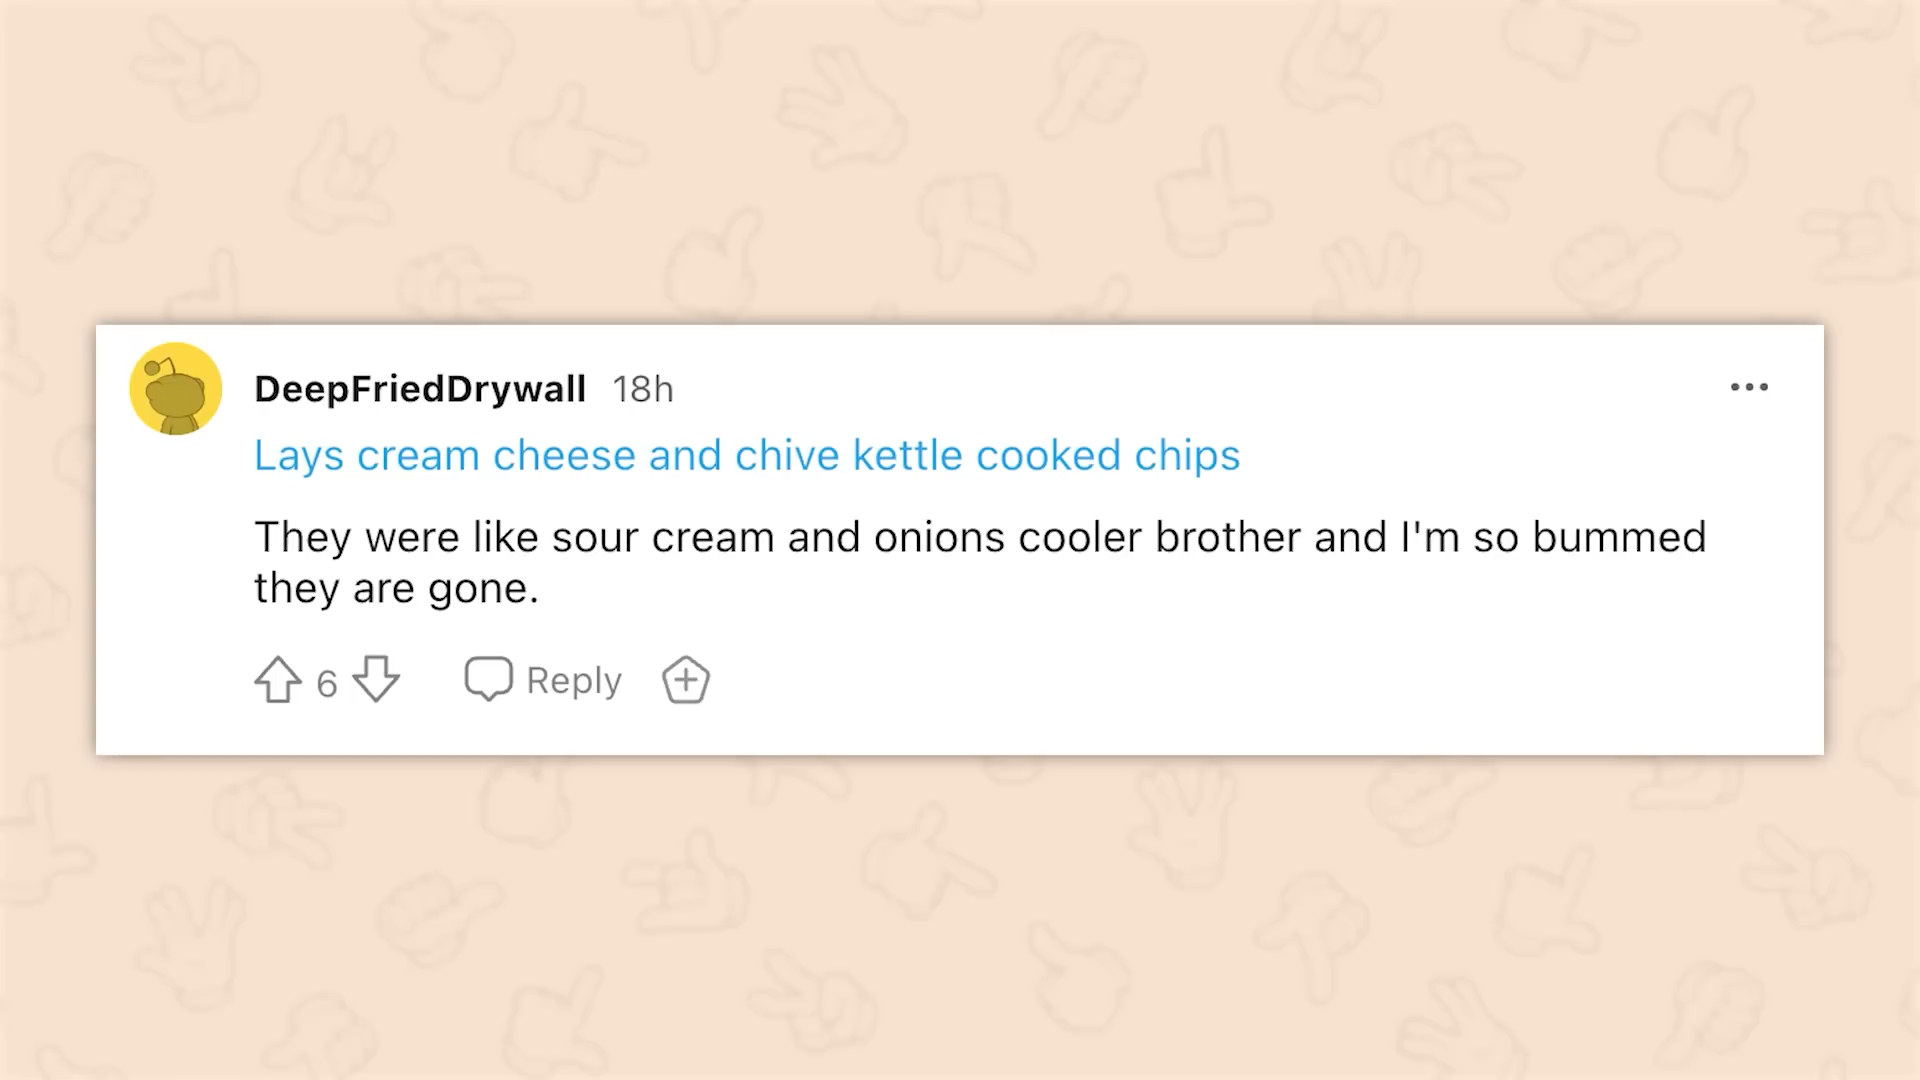 DeepFriedDrywall 18h
Lays cream cheese and chive kettle cooked chips
They were like sour cream and onions cooler brother and I'm so bummed
they are gone.
6 Reply